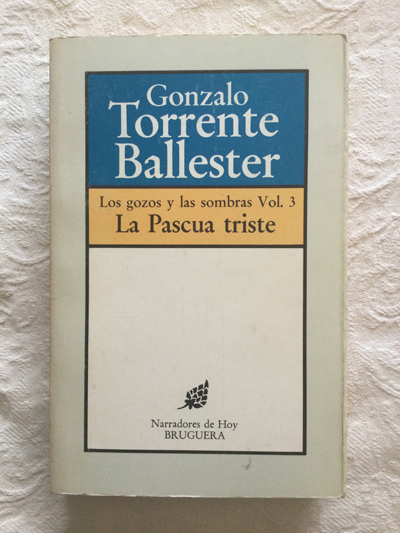 Gonzalo
Torrente
Ballester
Los gozos y las sombras Vol. 3
La Pascua triste
Narradores de Hoy
BRUGUERA